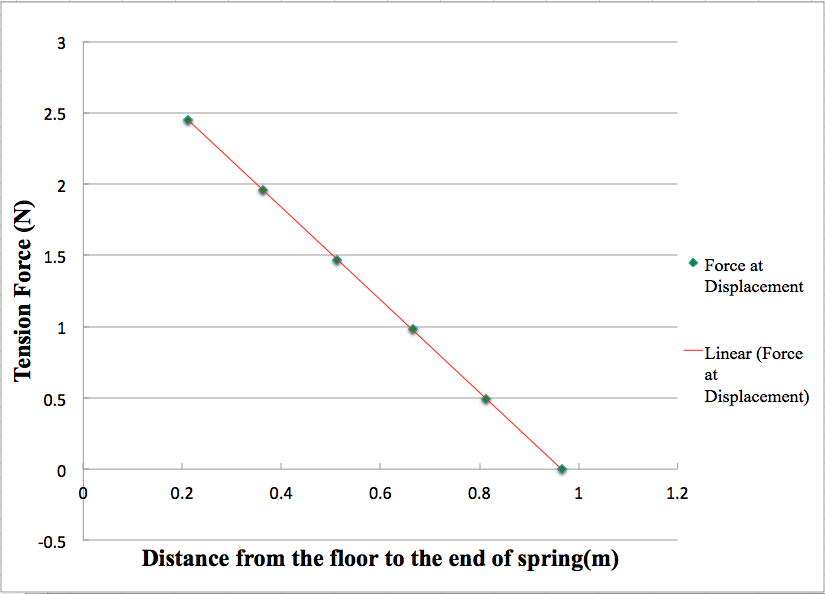 3
2.5
2
1.5
1
0.5
0
-0.5
0 0.2 0.4 0.6 0.8 1 1.2
Tension Force (N)
Distance from the floor to the end of spring(m)
Force at
Displacement
Linear (Force
at
Displacement)